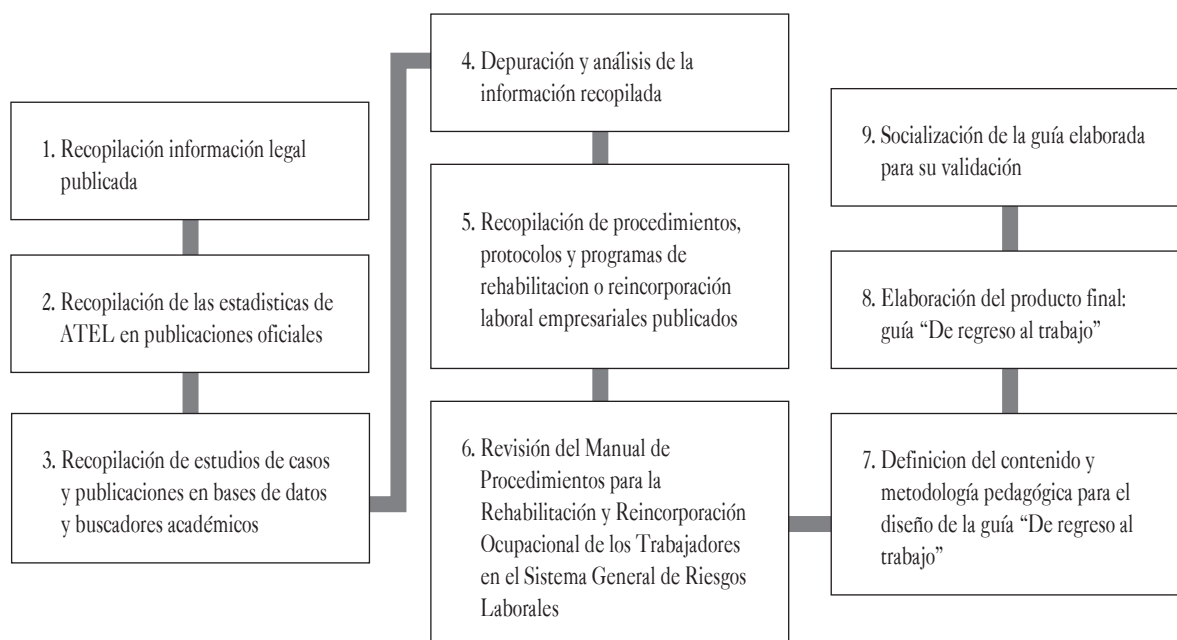 1. Recopilación información legal
publicada
2. Recopilación de las estadisticas de
ATEL en publicaciones oficiales
3. Recopilación de estudios de casos
y publicaciones en bases de datos
y buscadores académicos
4. Depuración y análisis de la
información recopilada
5. Recopilación de procedimientos,
protocolos y programas de
rehabilitacion o reincorporación
laboral empresariales publicados
6. Revisión del Manual de
Procedimientos para la
Rehabilitación y Reincorporación
Ocupacional de los Trabajadores
en el Sistema General de Riesgos
Laborales
7. Definicion del contenido y
metodología pedagógica para el
diseño de la guía “De regreso al
trabajo”
8. Elaboración del producto final:
guía “De regreso al trabajo”
9. Socialización de la guía elaborada
para su validación